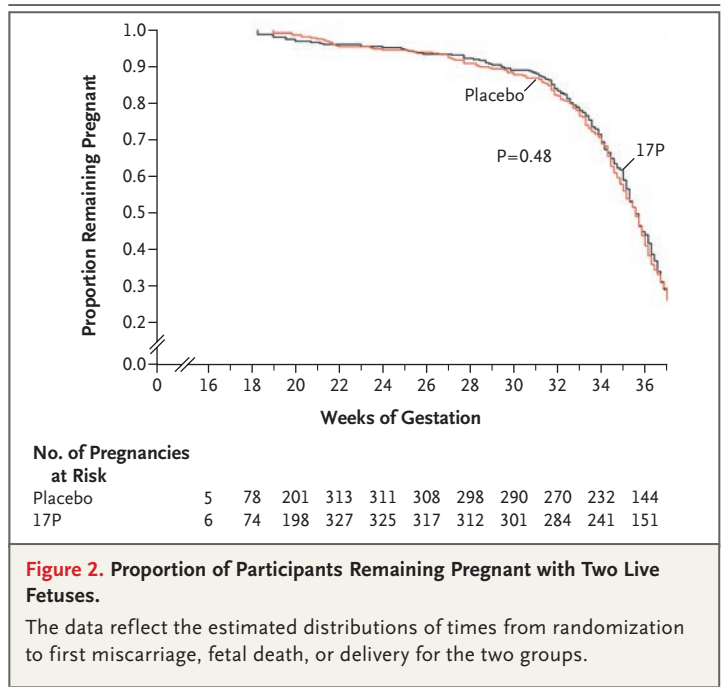 1.0
0.9
0.8
0.7
0.6
0.5
0.4
0.3
0.2
0.0
Proportion Remaining Pregnant
Placebo
P=0.48
17P
0 16 18 20 22 24 26 28 30 32 34 36
Weeks of Gestation
No. of Pregnancies
at Risk
Placebo 5 78 201 313 311 308 298 290 270 232 144
17P 6 74 198 327 325 317 312 301 284 241 151
Figure 2. Proportion of Participants Remaining Pregnant with Two Live
Fetuses.
The data reflect the estimated distributions of times from randomization
to first miscarriage, fetal death, or delivery for the two groups.